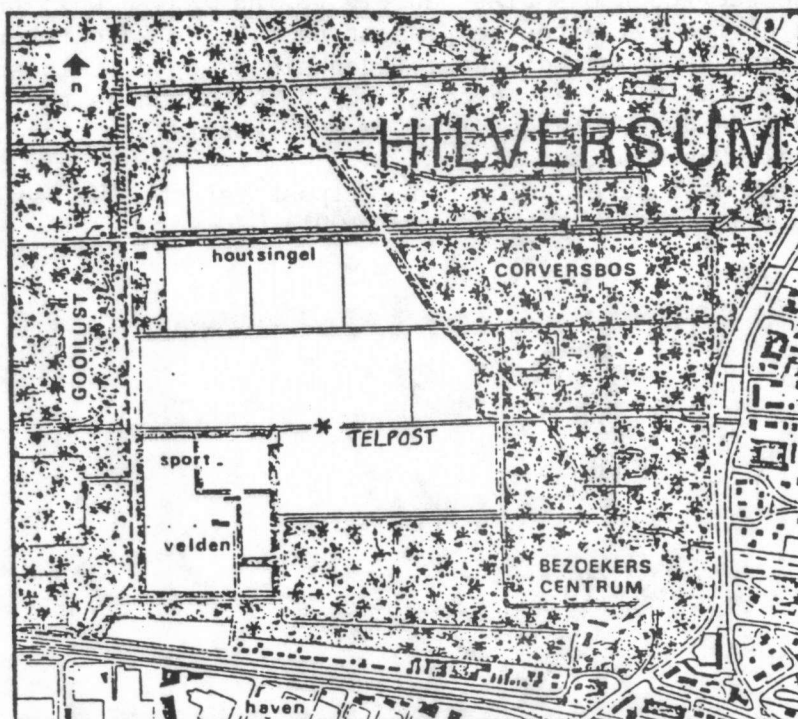 n
HILVERSUM
houtsingel
CORVERSBOS
GOOILUST
TELPOST
sport
velden
BEZOEKERS
CENTRUM
haven